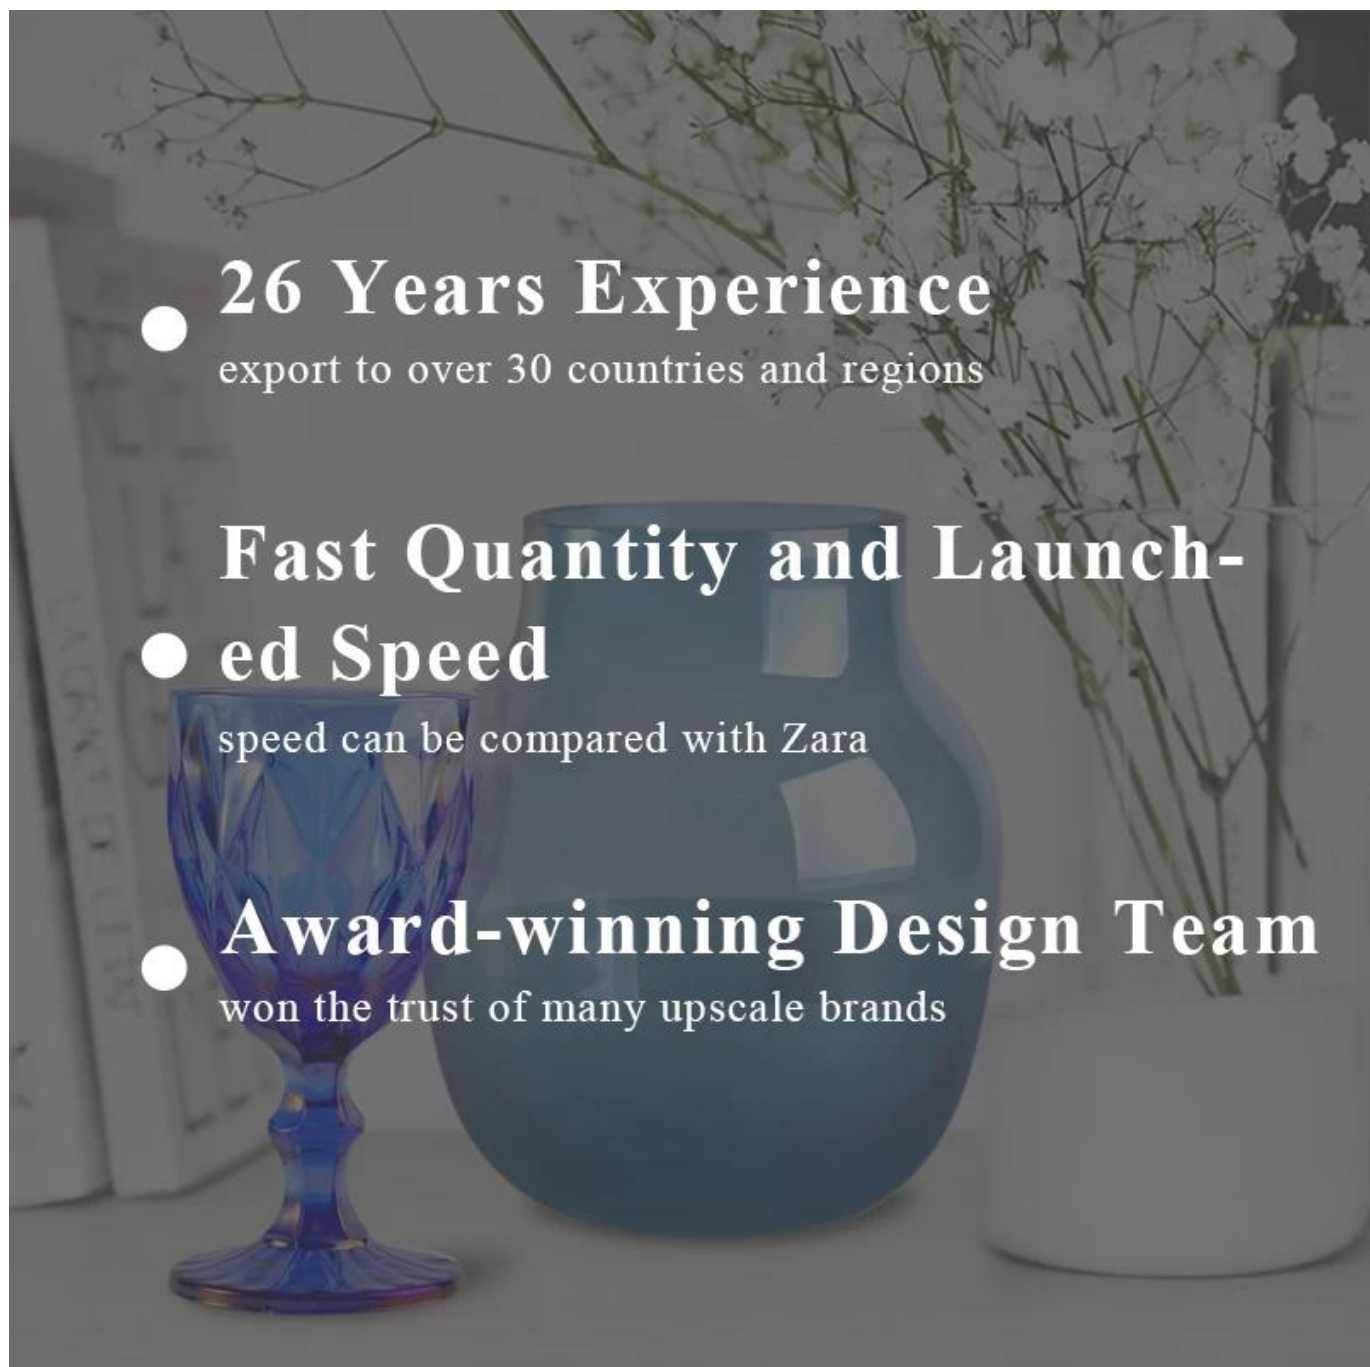 26 Years Experience
export to over 30 countries and regions
Fast Quantity and Launch-
ed Speed
speed can be compared with Zara
Award-winning Design Team
won the trust of many upscale brands